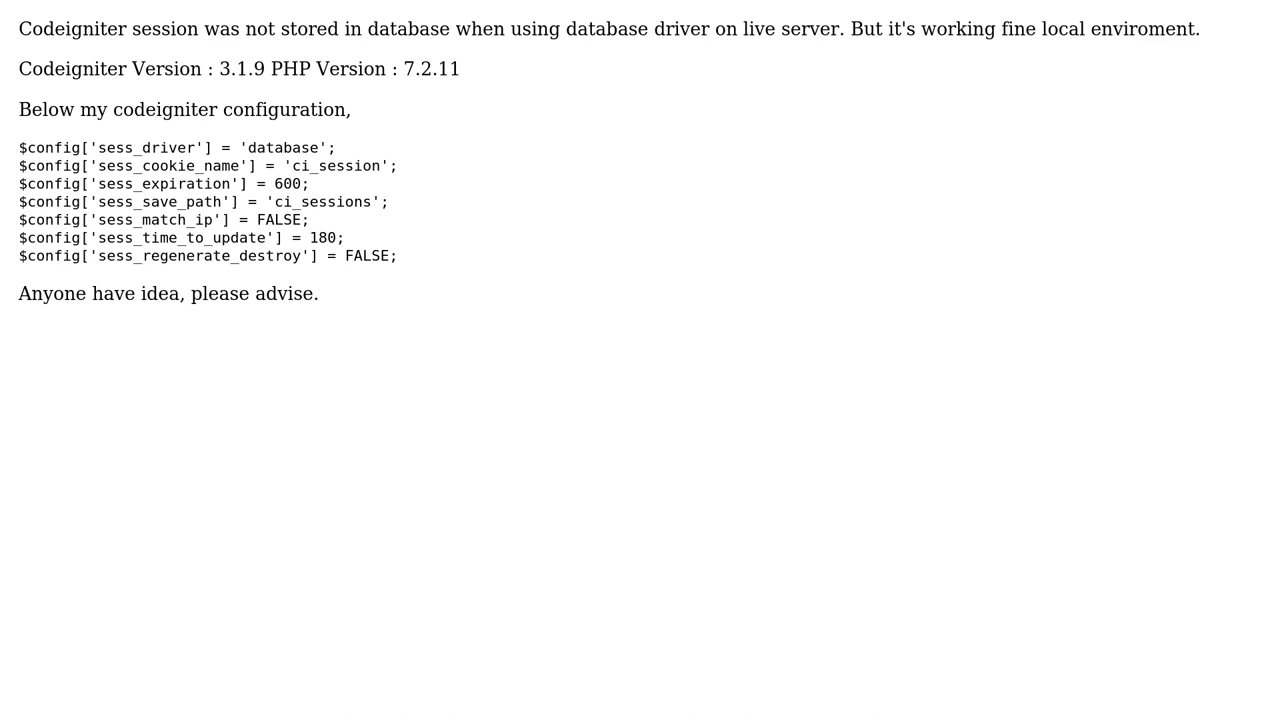 Codeigniter session was not stored in database when using database driver on live server. But it's working fine local enviroment.
Codeigniter Version : 3.1.9 PHP Version : 7.2.11
Below my codeigniter configuration,
$config['sess_driver'] = 'database';
$config['sess_cookie_name'] = 'ci_session';
$config['sess_expiration'] = 600;
$config['sess_save_path'] = 'ci_sessions';
$config['sess_match_ip'] = FALSE;
$config['sess_time_to_update'] = 180;
$config['sess_regenerate_destroy'] = FALSE;
Anyone have idea, please advise.